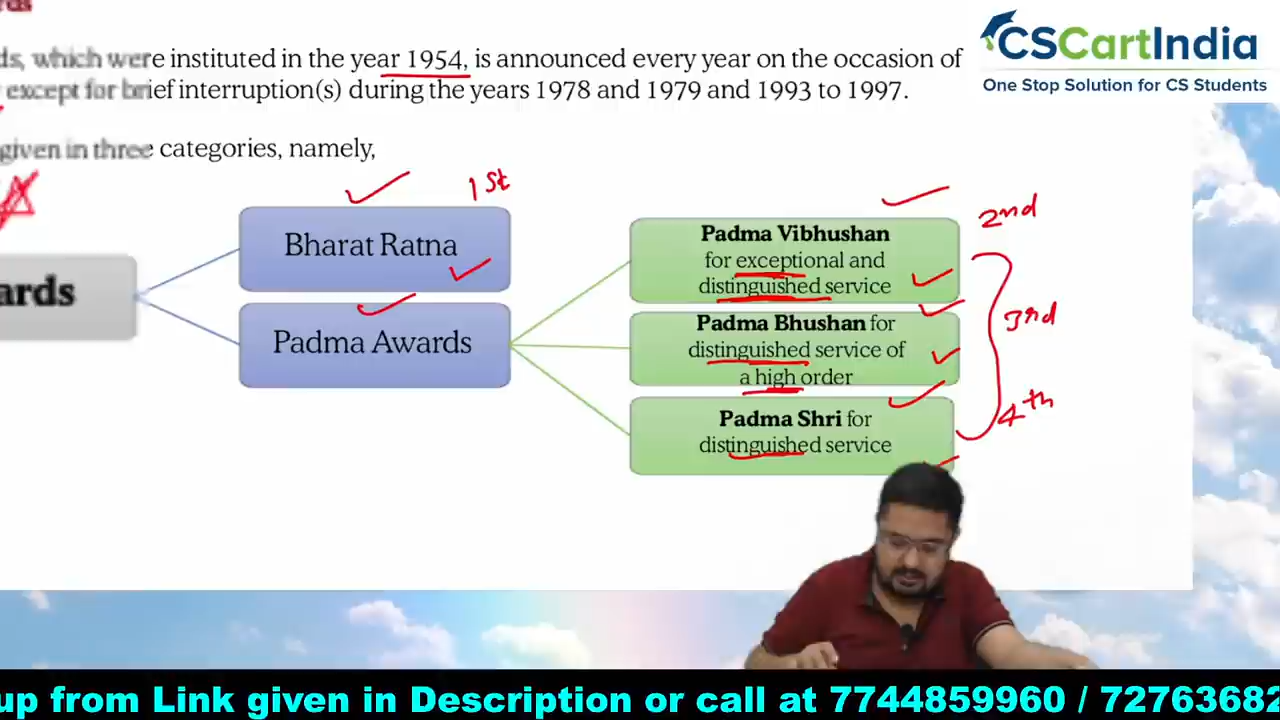 CSCartIndia
One Stop Solution for CS Students
which were instituted in the year 1954, is announced every year on the occasion of
except for brief interruption(s) during the years 1978 and 1979 and 1993 to 1997.
given in three categories, namely,
1st
Bharat Ratna
Padma Awards
Padma Vibhushan
for exceptional and
distinguished service
2nd
Padma Bhushan for
distinguished service of
a high order
3rd
Padma Shri for
distinguished service
4th
up from Link given in Description or call at 7744859960 / 72763682